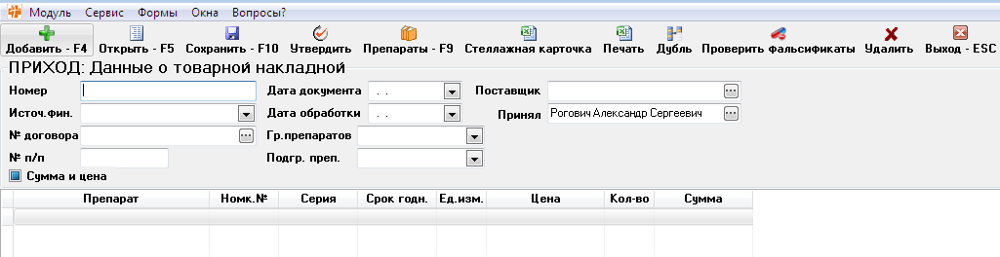 Модуль Сервис Формы Окна Вопросы?
Добавить - F4 Открыть - F5 Сохранить - F10 Утвердить Препараты - F9 Стеллажная карточка Печать Дубль Проверить фальсификаты Удалить Выход - ESC
ПРИХОД: Данные о товарной накладной
Номер Дата документа . . Поставщик ...
Источ.фин. Дата обработки . . Принял Рогович Александр Сергеевич ...
№ договора ... Гр.препаратов
№ п/п Подгр. преп.
Сумма и цена
Препарат Номк.№ Серия Срок годн. Ед.изм. Цена Кол-во Сумма